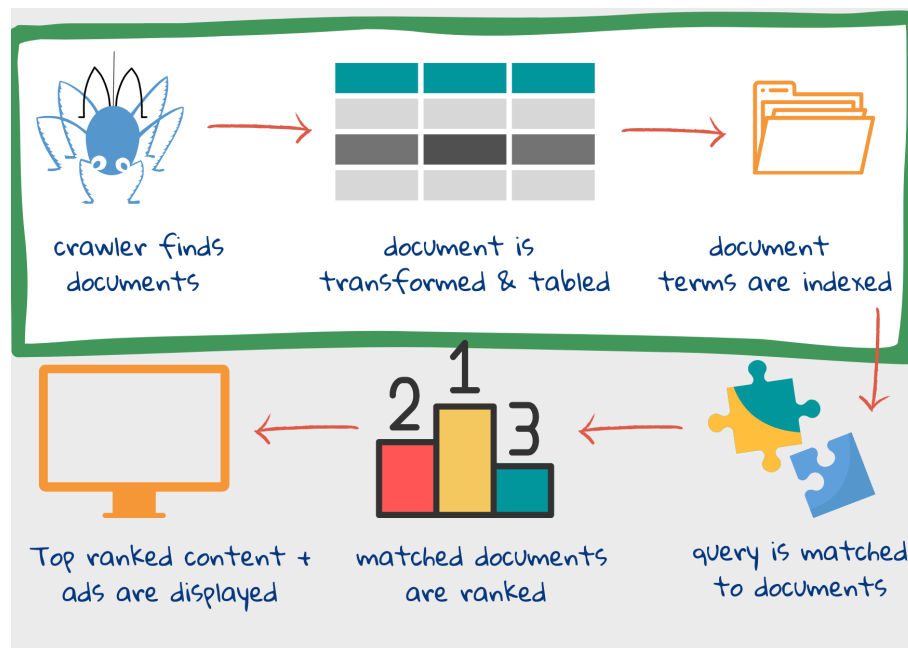 crawler finds
documents
document is
transformed & tabled
document
terms are indexed
2
1
3
Top ranked content +
ads are displayed
matched documents
are ranked
query is matched
to documents